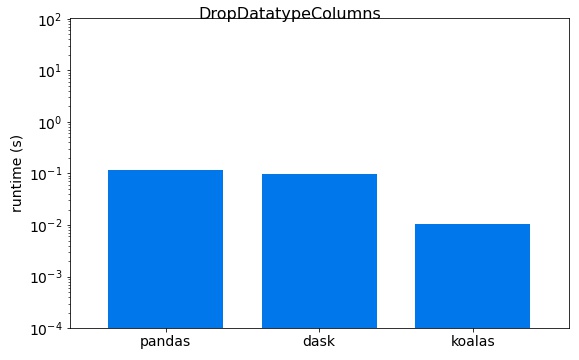 DropDatatypeColumns
runtime (s)
10²
10¹
10⁰
10⁻¹
10⁻²
10⁻³
10⁻⁴
pandas dask koalas